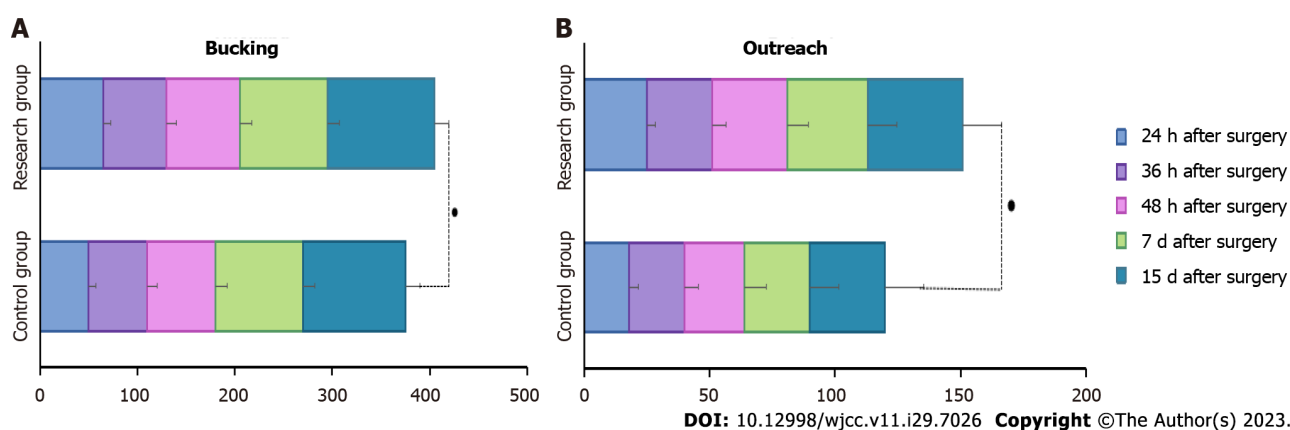 A
Bucking
Research group
Control group
0 100 200 300 400 500
B
Outreach
Research group
Control group
0 50 100 150 200
24 h after surgery
36 h after surgery
48 h after surgery
7 d after surgery
15 d after surgery
DOI: 10.12998/wjcc.v11.i29.7026 Copyright ©The Author(s) 2023.